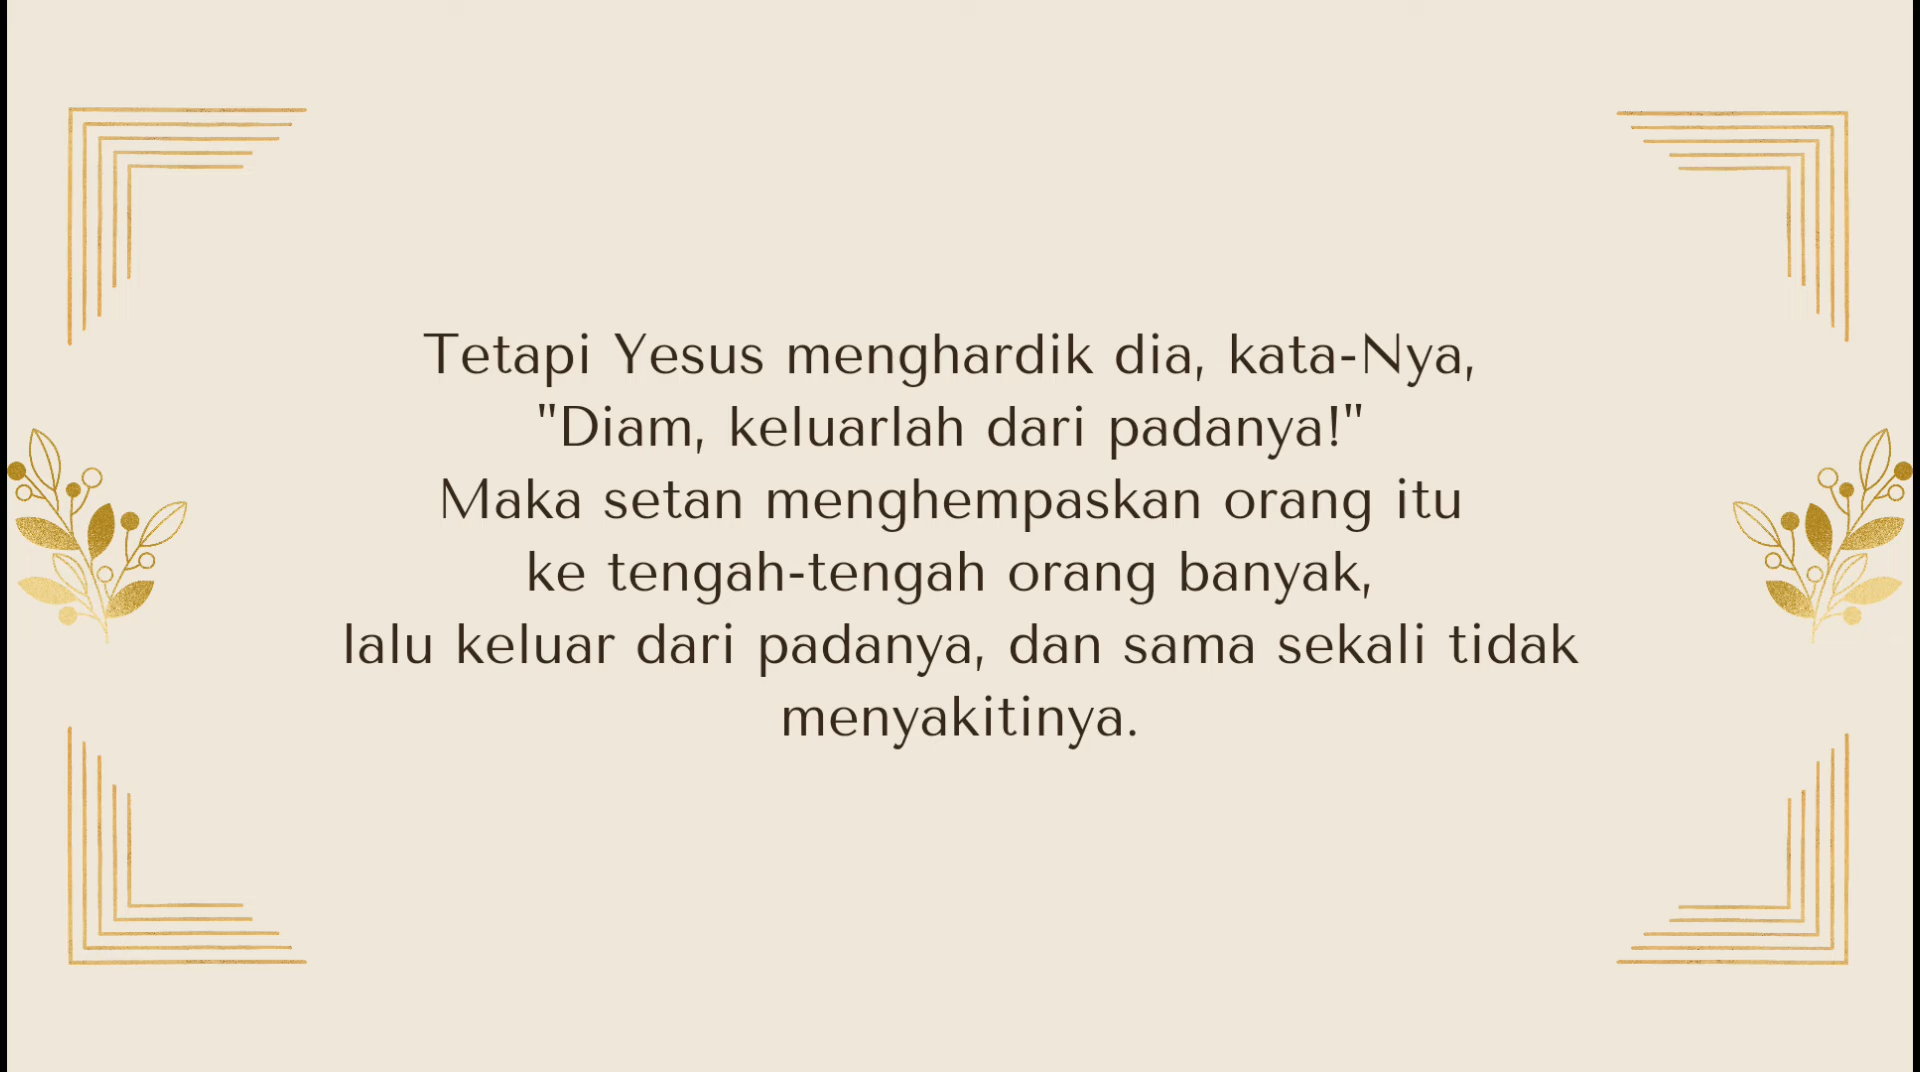 Tetapi Yesus menghardik dia, kata-Nya,
"Diam, keluarlah dari padanya!"
Maka setan menghempaskan orang itu
ke tengah-tengah orang banyak,
lalu keluar dari padanya, dan sama sekali tidak
menyakitinya.